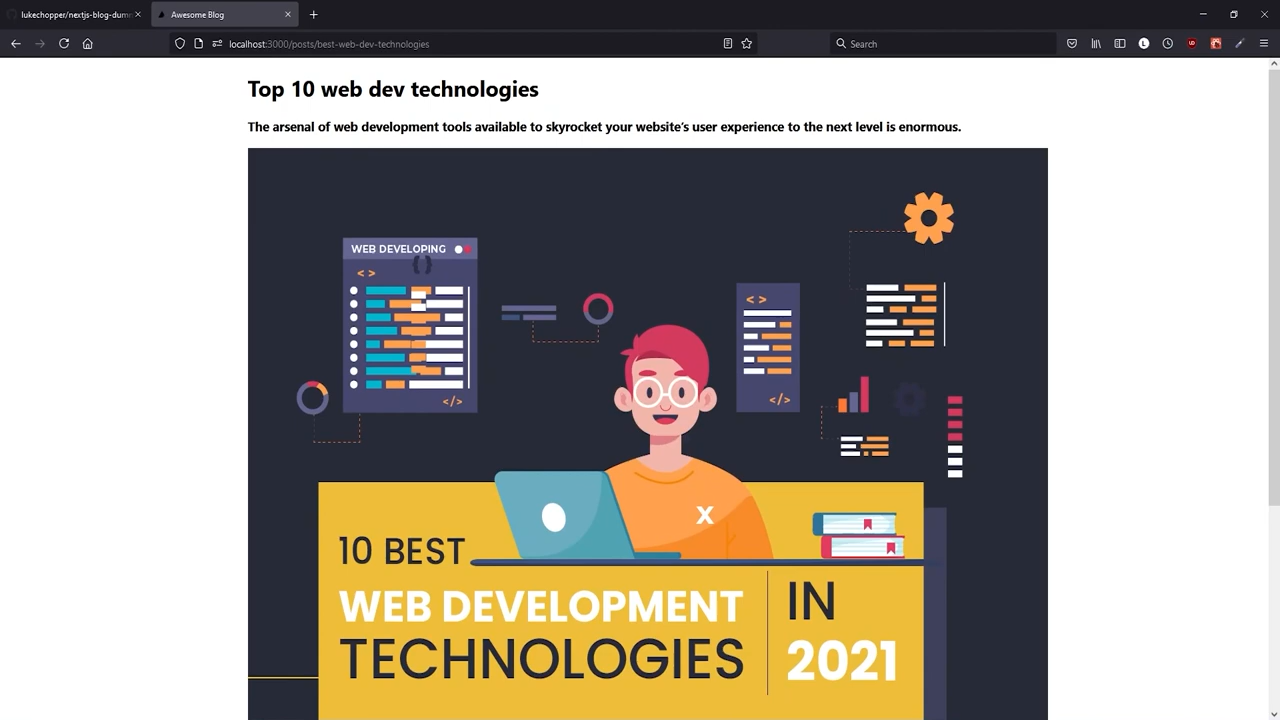 lukechopper/nextjs-blog-dum
Awesome Blog
localhost:3000/posts/best-web-dev-technologies
Search
Top 10 web dev technologies
The arsenal of web development tools available to skyrocket your website's user experience to the next level is enormous.
WEB DEVELOPING
{ }
< >
</>
< >
</>
X
10 BEST
WEB DEVELOPMENT
TECHNOLOGIES
IN
2021